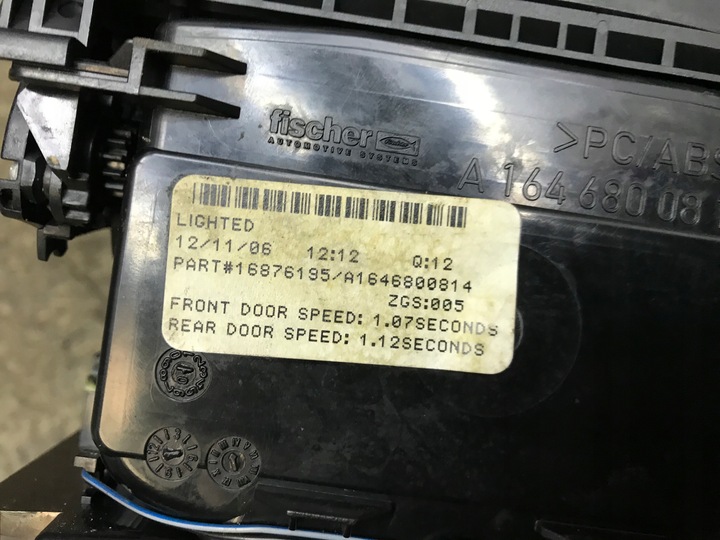 fischer
AUTOMOTIVE SYSTEMS
>PC/ABS
A 164 680 08
LIGHTED
12/11/06 12:12 Q:12
PART#16876195/A1646800814
ZGS:005
FRONT DOOR SPEED: 1.07SECONDS
REAR DOOR SPEED: 1.12SECONDS